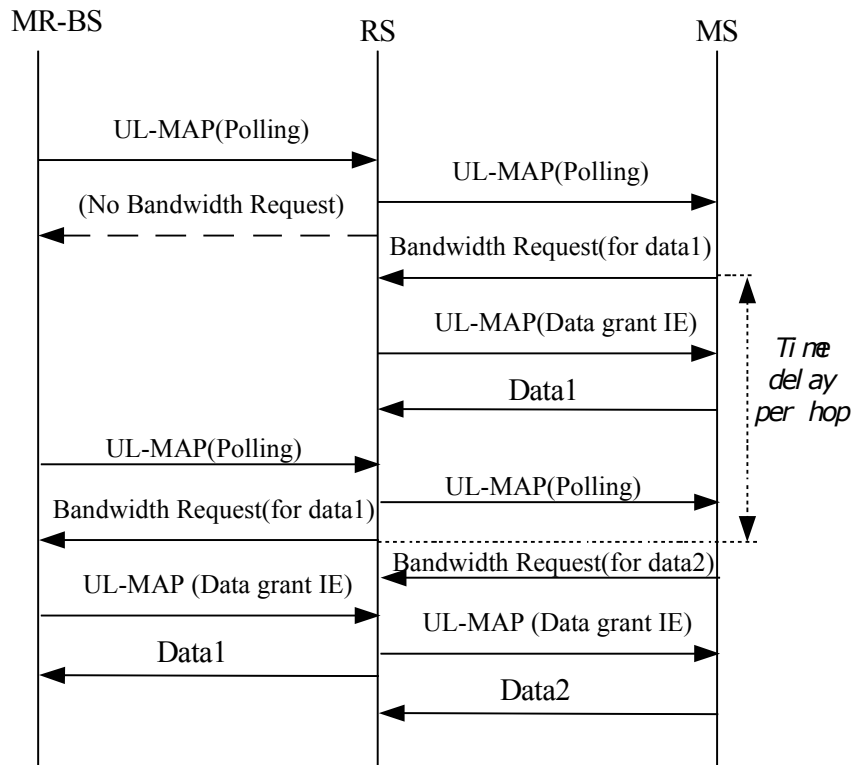 MR-BS
RS
MS
UL-MAP(Polling)
UL-MAP(Polling)
(No Bandwidth Request)
Bandwidth Request(for data1)
UL-MAP(Data grant IE)
Time
delay
per hop
Data1
UL-MAP(Polling)
UL-MAP(Polling)
Bandwidth Request(for data1)
Bandwidth Request(for data2)
UL-MAP (Data grant IE)
UL-MAP (Data grant IE)
Data1
Data2